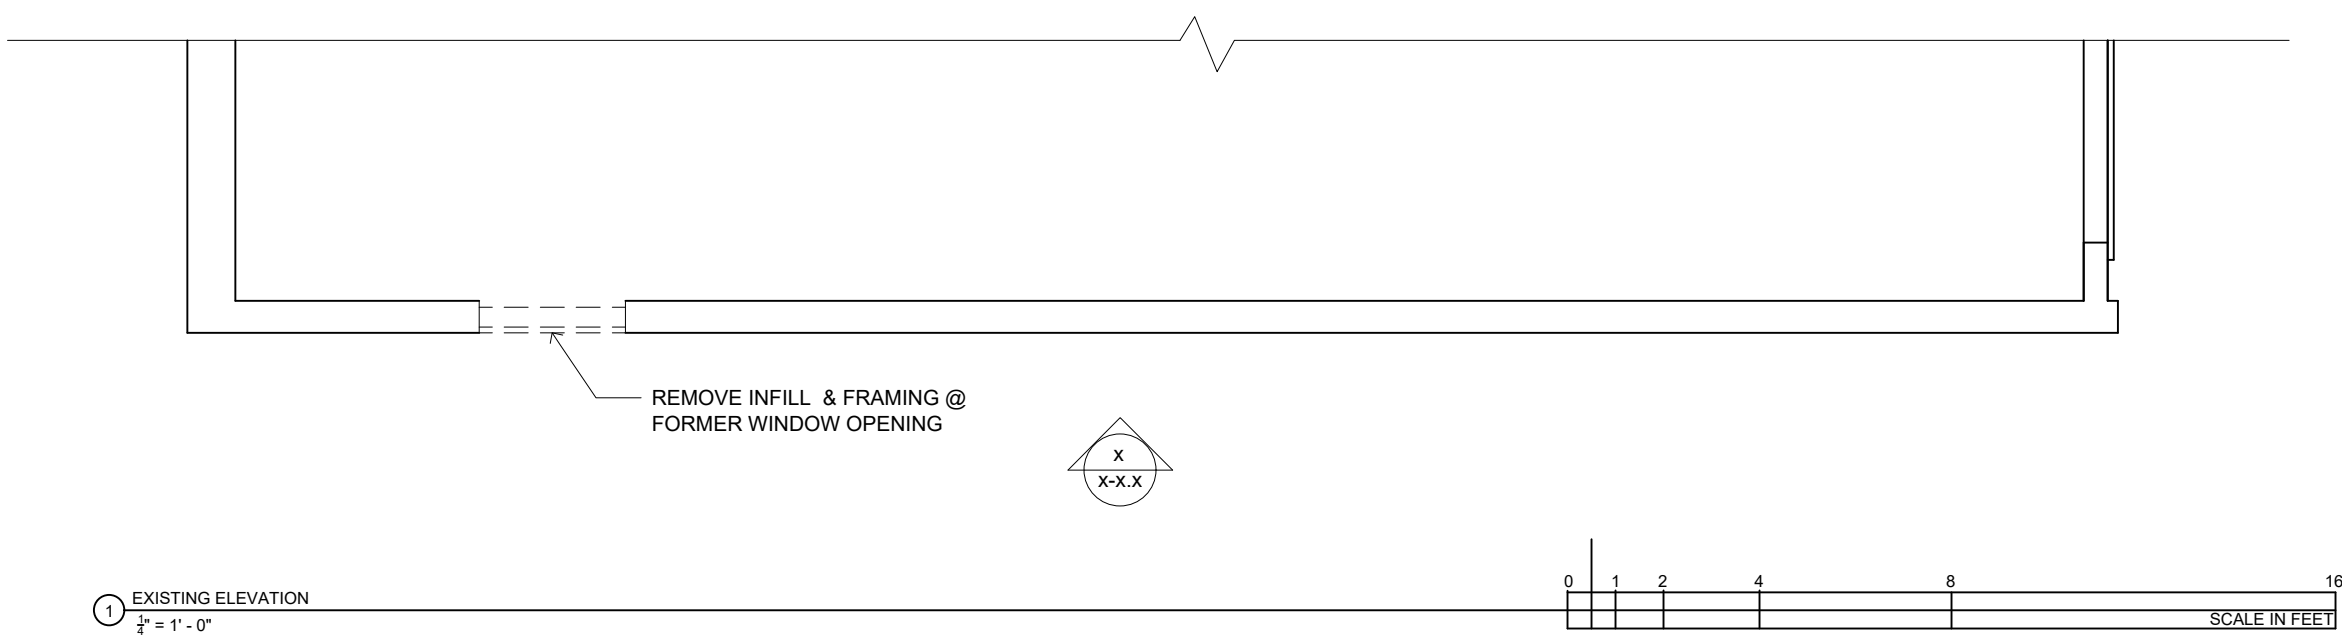 REMOVE INFILL & FRAMING @
FORMER WINDOW OPENING
X
X-X.X
0 1 2 4 8 16
SCALE IN FEET
1 EXISTING ELEVATION
1/4" = 1' - 0"